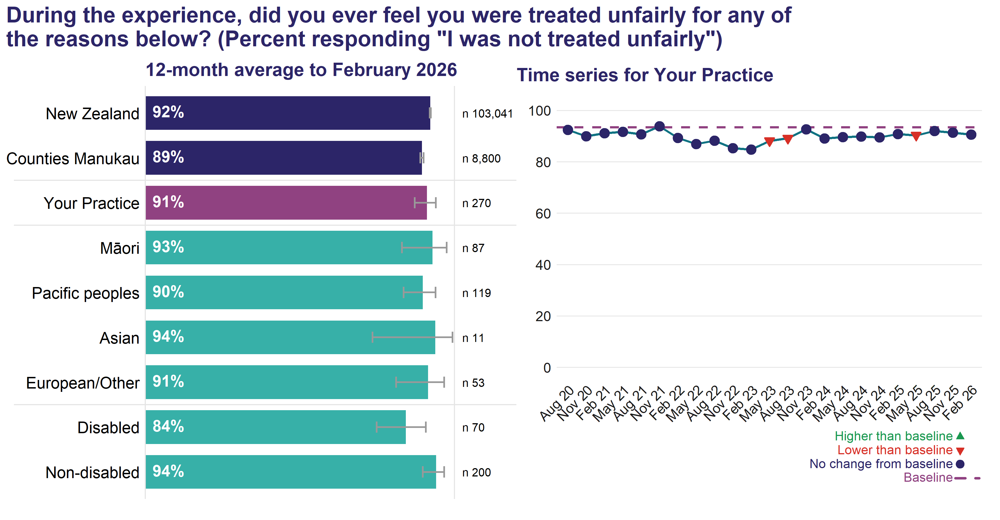 During the experience, did you ever feel you were treated unfairly for any of
the reasons below? (Percent responding "I was not treated unfairly")
12-month average to February 2026
New Zealand 92% n 103,041
Counties Manukau 89% n 8,800
Your Practice 91% n 270
Māori 93% n 87
Pacific peoples 90% n 119
Asian 94% n 11
European/Other 91% n 53
Disabled 84% n 70
Non-disabled 94% n 200
Time series for Your Practice
100
80
60
40
20
0
Aug 20
Nov 20
Feb 21
May 21
Aug 21
Nov 21
Feb 22
May 22
Aug 22
Nov 22
Feb 23
May 23
Aug 23
Nov 23
Feb 24
May 24
Aug 24
Nov 24
Feb 25
May 25
Aug 25
Nov 25
Feb 26
Higher than baseline
Lower than baseline
No change from baseline
Baseline